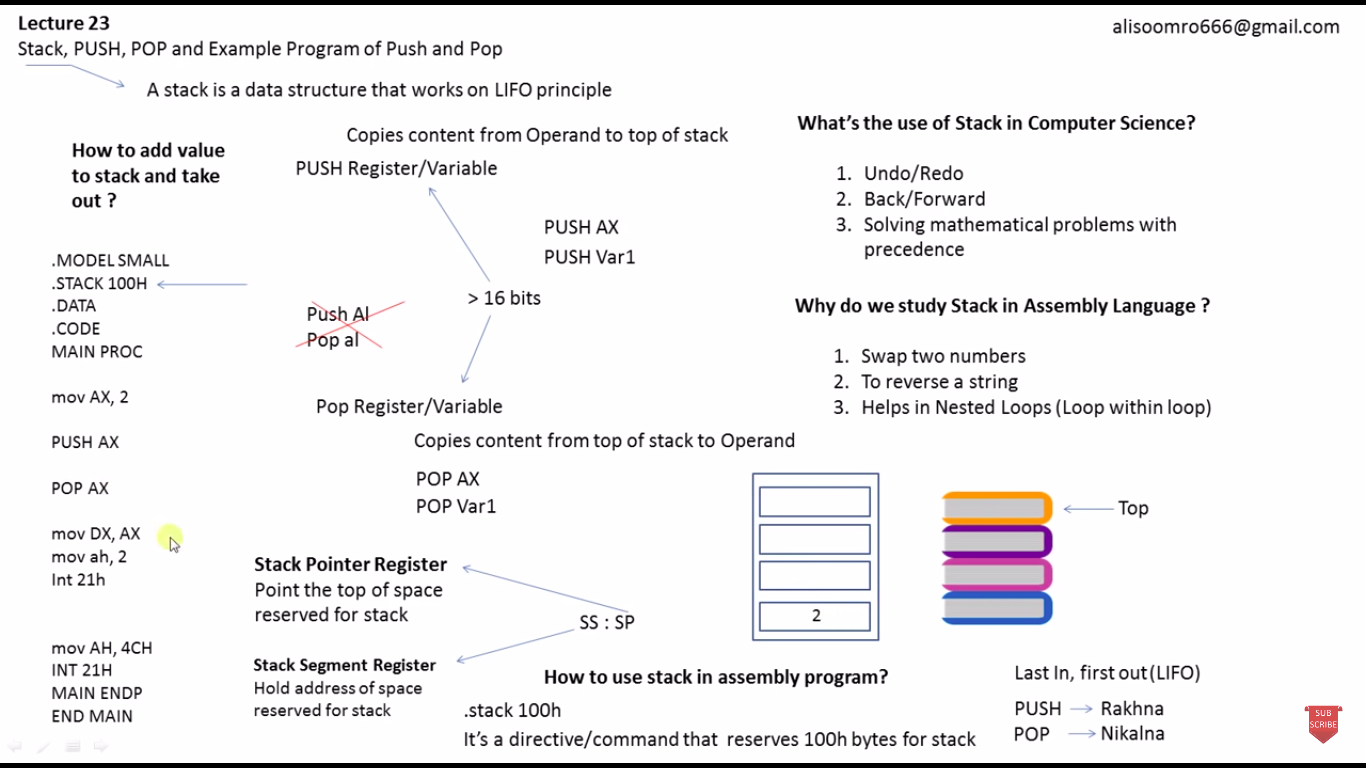 Lecture 23
alisoomro666@gmail.com
Stack, PUSH, POP and Example Program of Push and Pop
A stack is a data structure that works on LIFO principle
How to add value
to stack and take
out ?
.MODEL SMALL
.STACK 100H
.DATA
.CODE
MAIN PROC
mov AX, 2
PUSH AX
POP AX
mov DX, AX
mov ah, 2
Int 21h
mov AH, 4CH
INT 21H
MAIN ENDP
END MAIN
Copies content from Operand to top of stack
PUSH Register/Variable
PUSH AX
PUSH Var1
> 16 bits
Push Al
Pop al
Pop Register/Variable
Copies content from top of stack to Operand
POP AX
POP Var1
Stack Pointer Register
Point the top of space
reserved for stack
SS : SP
Stack Segment Register
Hold address of space
reserved for stack
What's the use of Stack in Computer Science?
1. Undo/Redo
2. Back/Forward
3. Solving mathematical problems with
precedence
Why do we study Stack in Assembly Language ?
1. Swap two numbers
2. To reverse a string
3. Helps in Nested Loops (Loop within loop)
2
Top
How to use stack in assembly program?
.stack 100h
It's a directive/command that reserves 100h bytes for stack
Last In, first out(LIFO)
PUSH Rakhna
POP Nikalna
SUB
SCRIBE